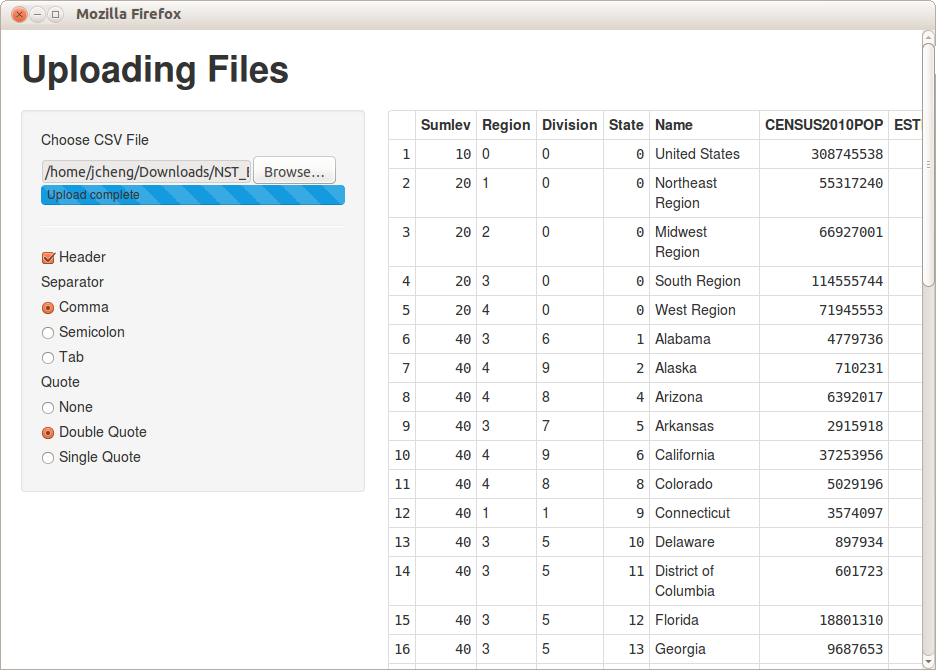 Mozilla Firefox
Uploading Files
Choose CSV File
/home/jcheng/Downloads/NST_E Browse...
Upload complete
Header
Separator
Comma
Semicolon
Tab
Quote
None
Double Quote
Single Quote
Sumlev Region Division State Name CENSUS2010POP EST
1 10 0 0 0 United States 308745538
2 20 1 0 0 Northeast 55317240
Region
3 20 2 0 0 Midwest 66927001
Region
4 20 3 0 0 South Region 114555744
5 20 4 0 0 West Region 71945553
6 40 3 6 1 Alabama 4779736
7 40 4 9 2 Alaska 710231
8 40 4 8 4 Arizona 6392017
9 40 3 7 5 Arkansas 2915918
10 40 4 9 6 California 37253956
11 40 4 8 8 Colorado 5029196
12 40 1 1 9 Connecticut 3574097
13 40 3 5 10 Delaware 897934
14 40 3 5 11 District of 601723
Columbia
15 40 3 5 12 Florida 18801310
16 40 3 5 13 Georgia 9687653